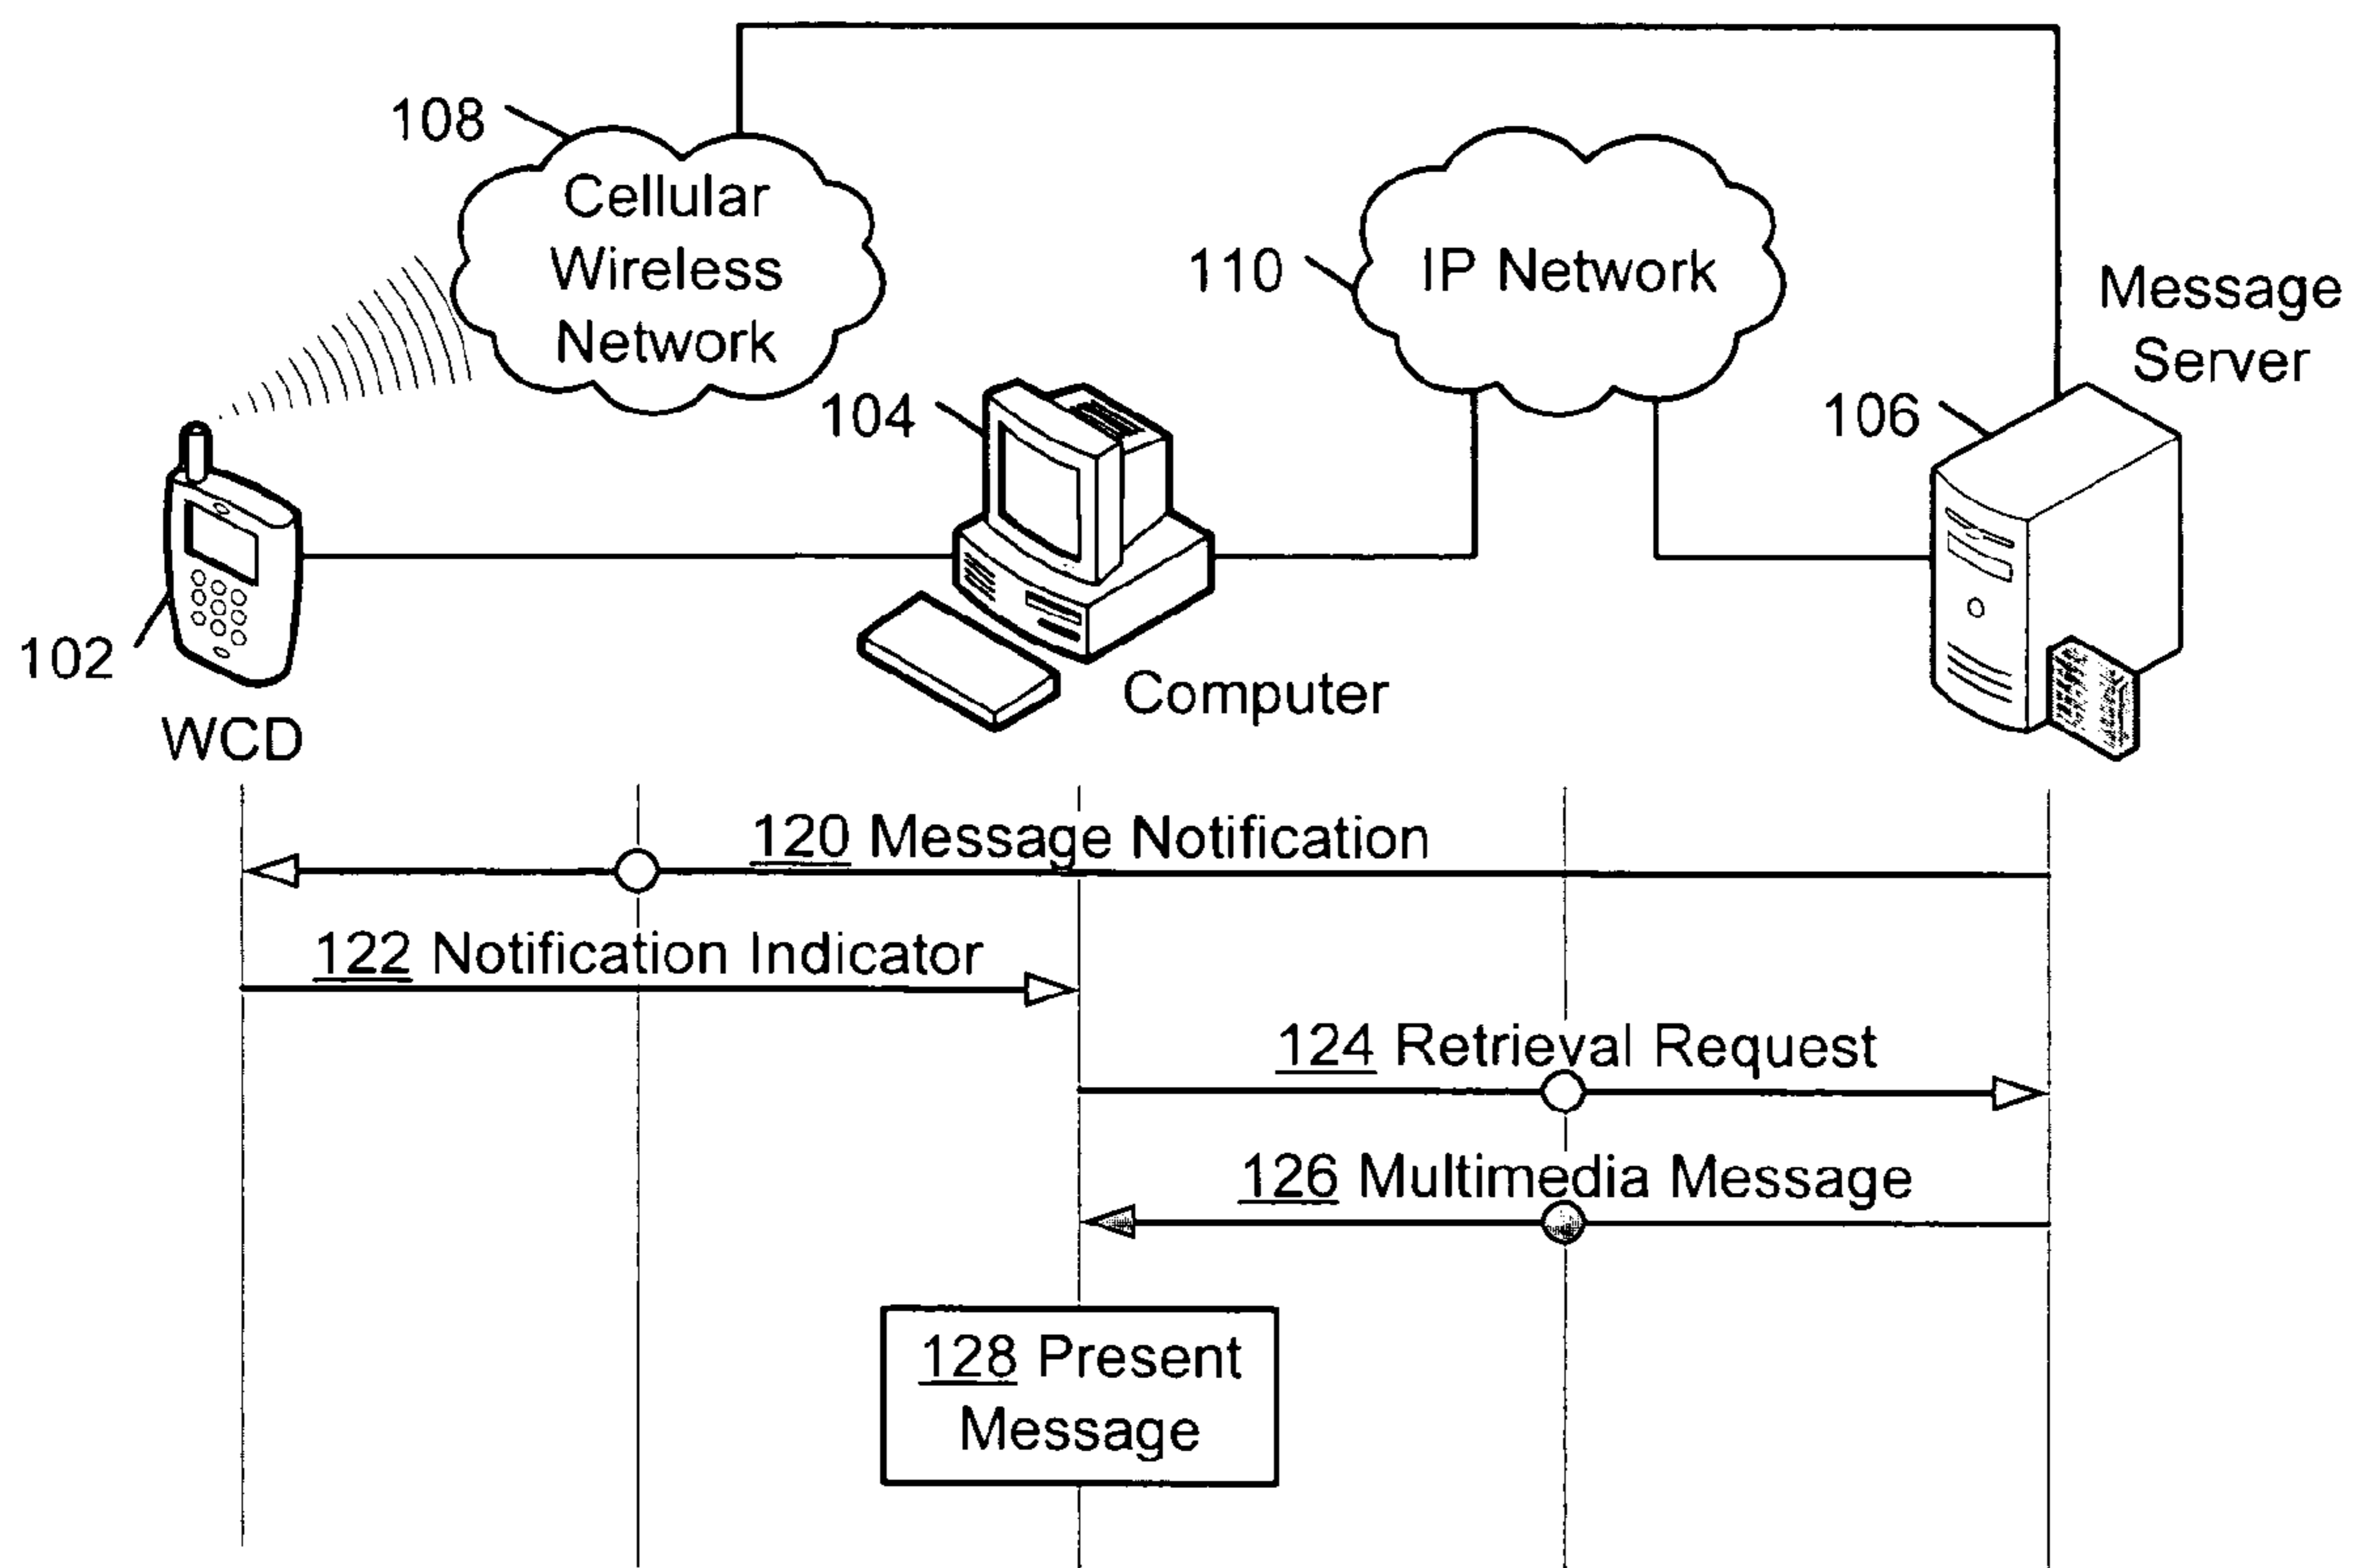 108
Cellular
Wireless
Network
110
IP Network
Message
Server
104
106
102
WCD
Computer
120 Message Notification
122 Notification Indicator
124 Retrieval Request
126 Multimedia Message
128 Present
Message